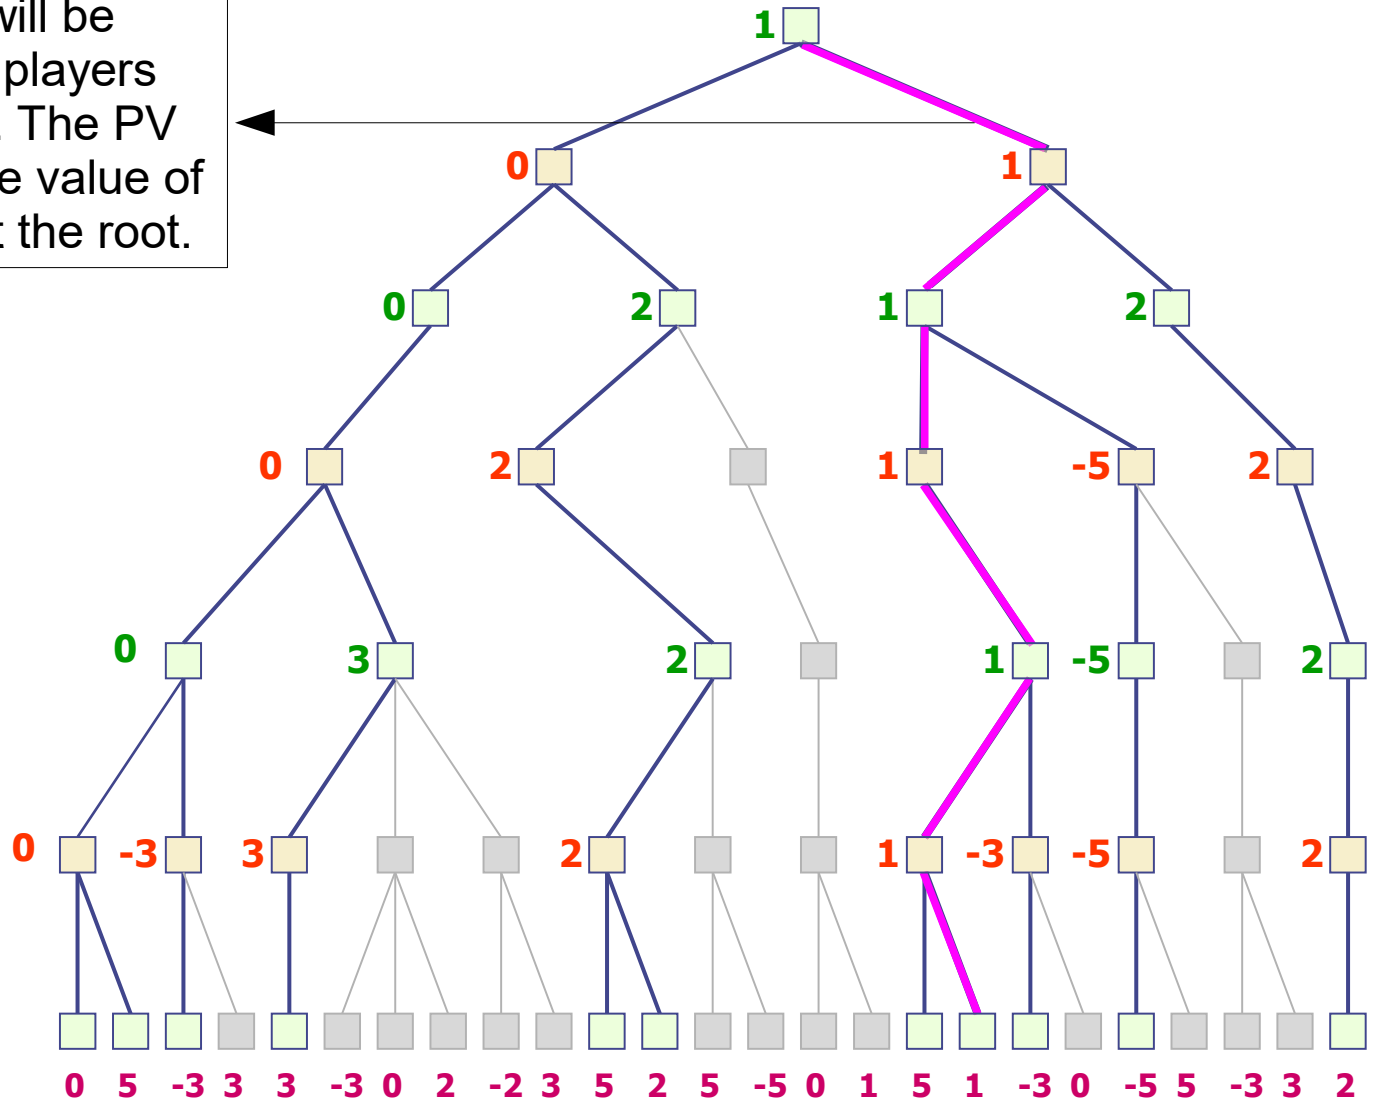 will be
players
. The PV
e value of
t the root.
1
0 1
0 2 1 2
0 2 1 -5 2
0 3 2 1 -5 2
0 -3 3 2 1 -3 -5 2
0 5 -3 3 3 -3 0 2 -2 3 5 2 5 -5 0 1 5 1 -3 0 -5 5 -3 3 2